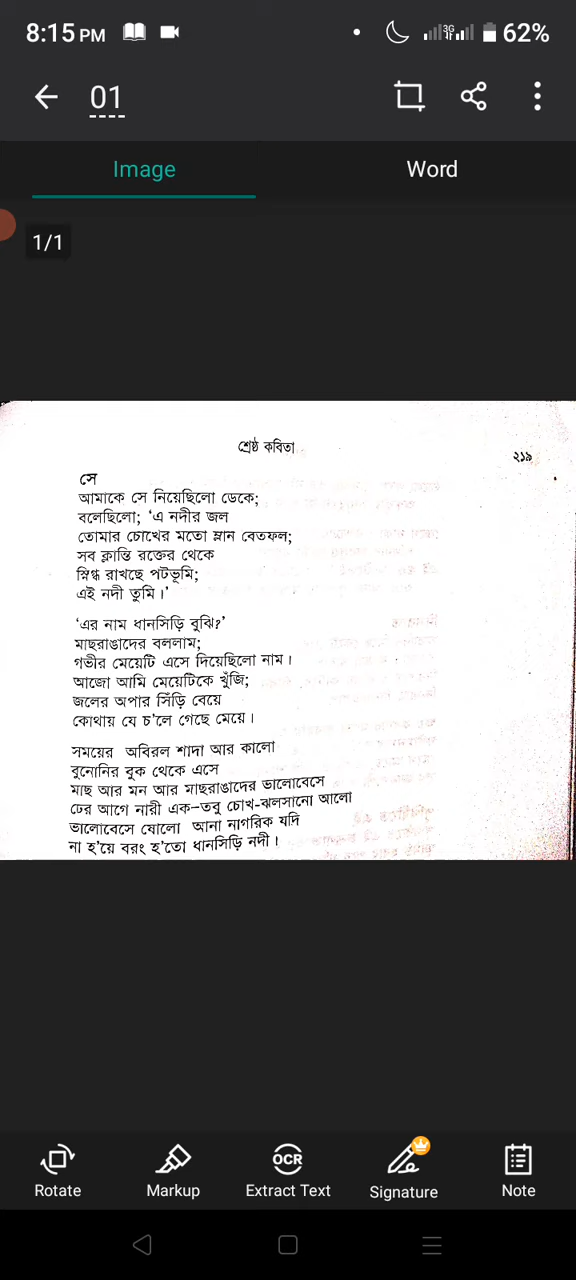 8:15 PM 3G 62%
01
Image Word
1/1
শ্রেষ্ঠ কবিতা
২১৯
সে
আমাকে সে নিয়েছিলো ডেকে;
বলেছিলো; ‘এ নদীর জল
তোমার চোখের মতো ম্লান বেতফল;
সব ক্লান্তি রক্তের থেকে
স্নিগ্ধ রাখছে পটভূমি;
এই নদী তুমি।’
‘এর নাম ধানসিড়ি বুঝি?’
মাছরাঙাদের বললাম;
গভীর মেয়েটি এসে দিয়েছিলো নাম।
আজো আমি মেয়েটিকে খুঁজি;
জলের অপার সিঁড়ি বেয়ে
কোথায় যে চ’লে গেছে মেয়ে।
সময়ের অবিরল শাদা আর কালো
বুনোনির বুক থেকে এসে
মাছ আর মন আর মাছরাঙাদের ভালোবেসে
ঢের আগে নারী এক–তবু চোখ-ঝলসানো আলো
ভালোবেসে ষোলো আনা নাগরিক যদি
না হ’য়ে বরং হ’তো ধানসিড়ি নদী।
Rotate Markup OCR Extract Text Signature Note